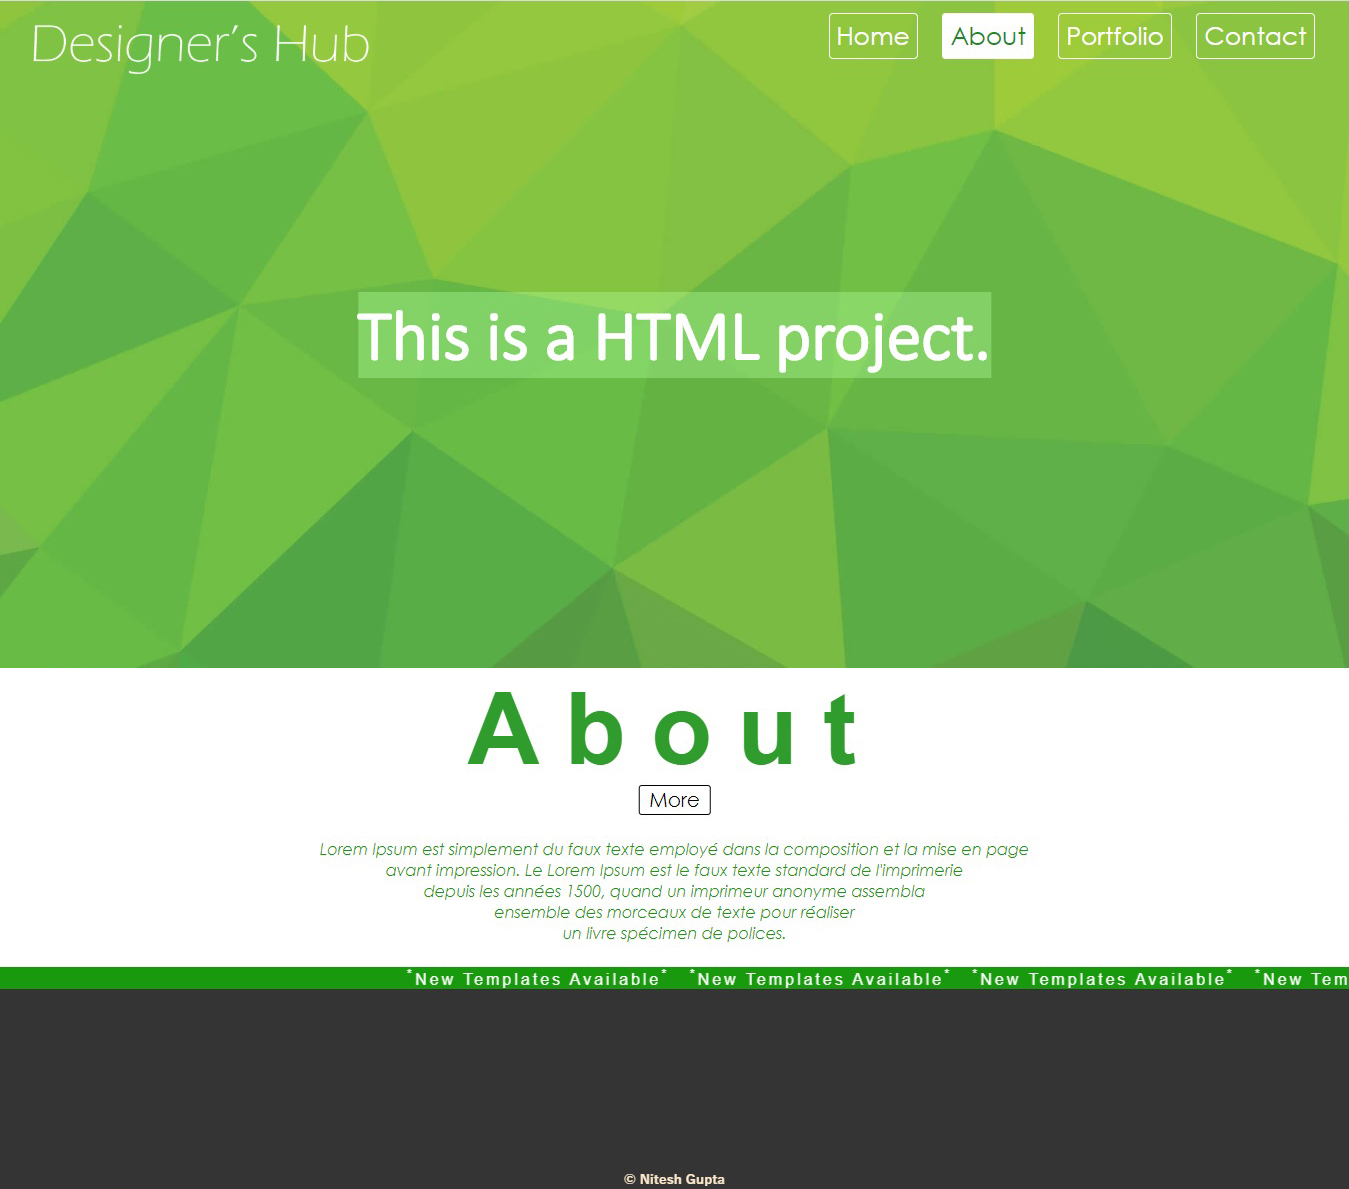 Designer's Hub
Home About Portfolio Contact
This is a HTML project.
About
More
Lorem Ipsum est simplement du faux texte employé dans la composition et la mise en page
avant impression. Le Lorem Ipsum est le faux texte standard de l'imprimerie
depuis les années 1500, quand un imprimeur anonyme assembla
ensemble des morceaux de texte pour réaliser
un livre spécimen de polices.
*New Templates Available* *New Templates Available* *New Templates Available* *New Tem
© Nitesh Gupta